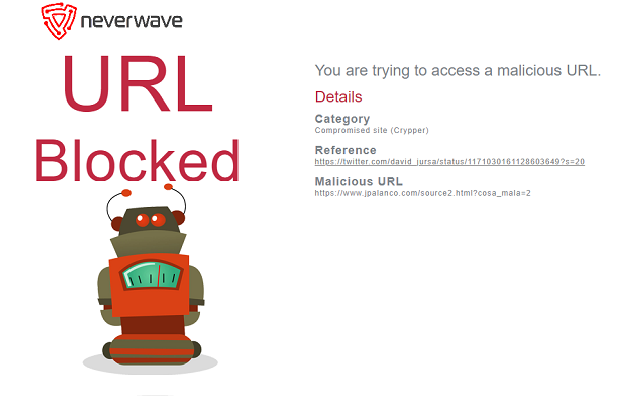 neverwave
URL
Blocked
You are trying to access a malicious URL.
Details
Category
Compromised site (Crypper)
Reference
https://twitter.com/david_jursa/status/1171030161128603649?s=20
Malicious URL
https://www.jpalanco.com/source2.html?cosa_mala=2